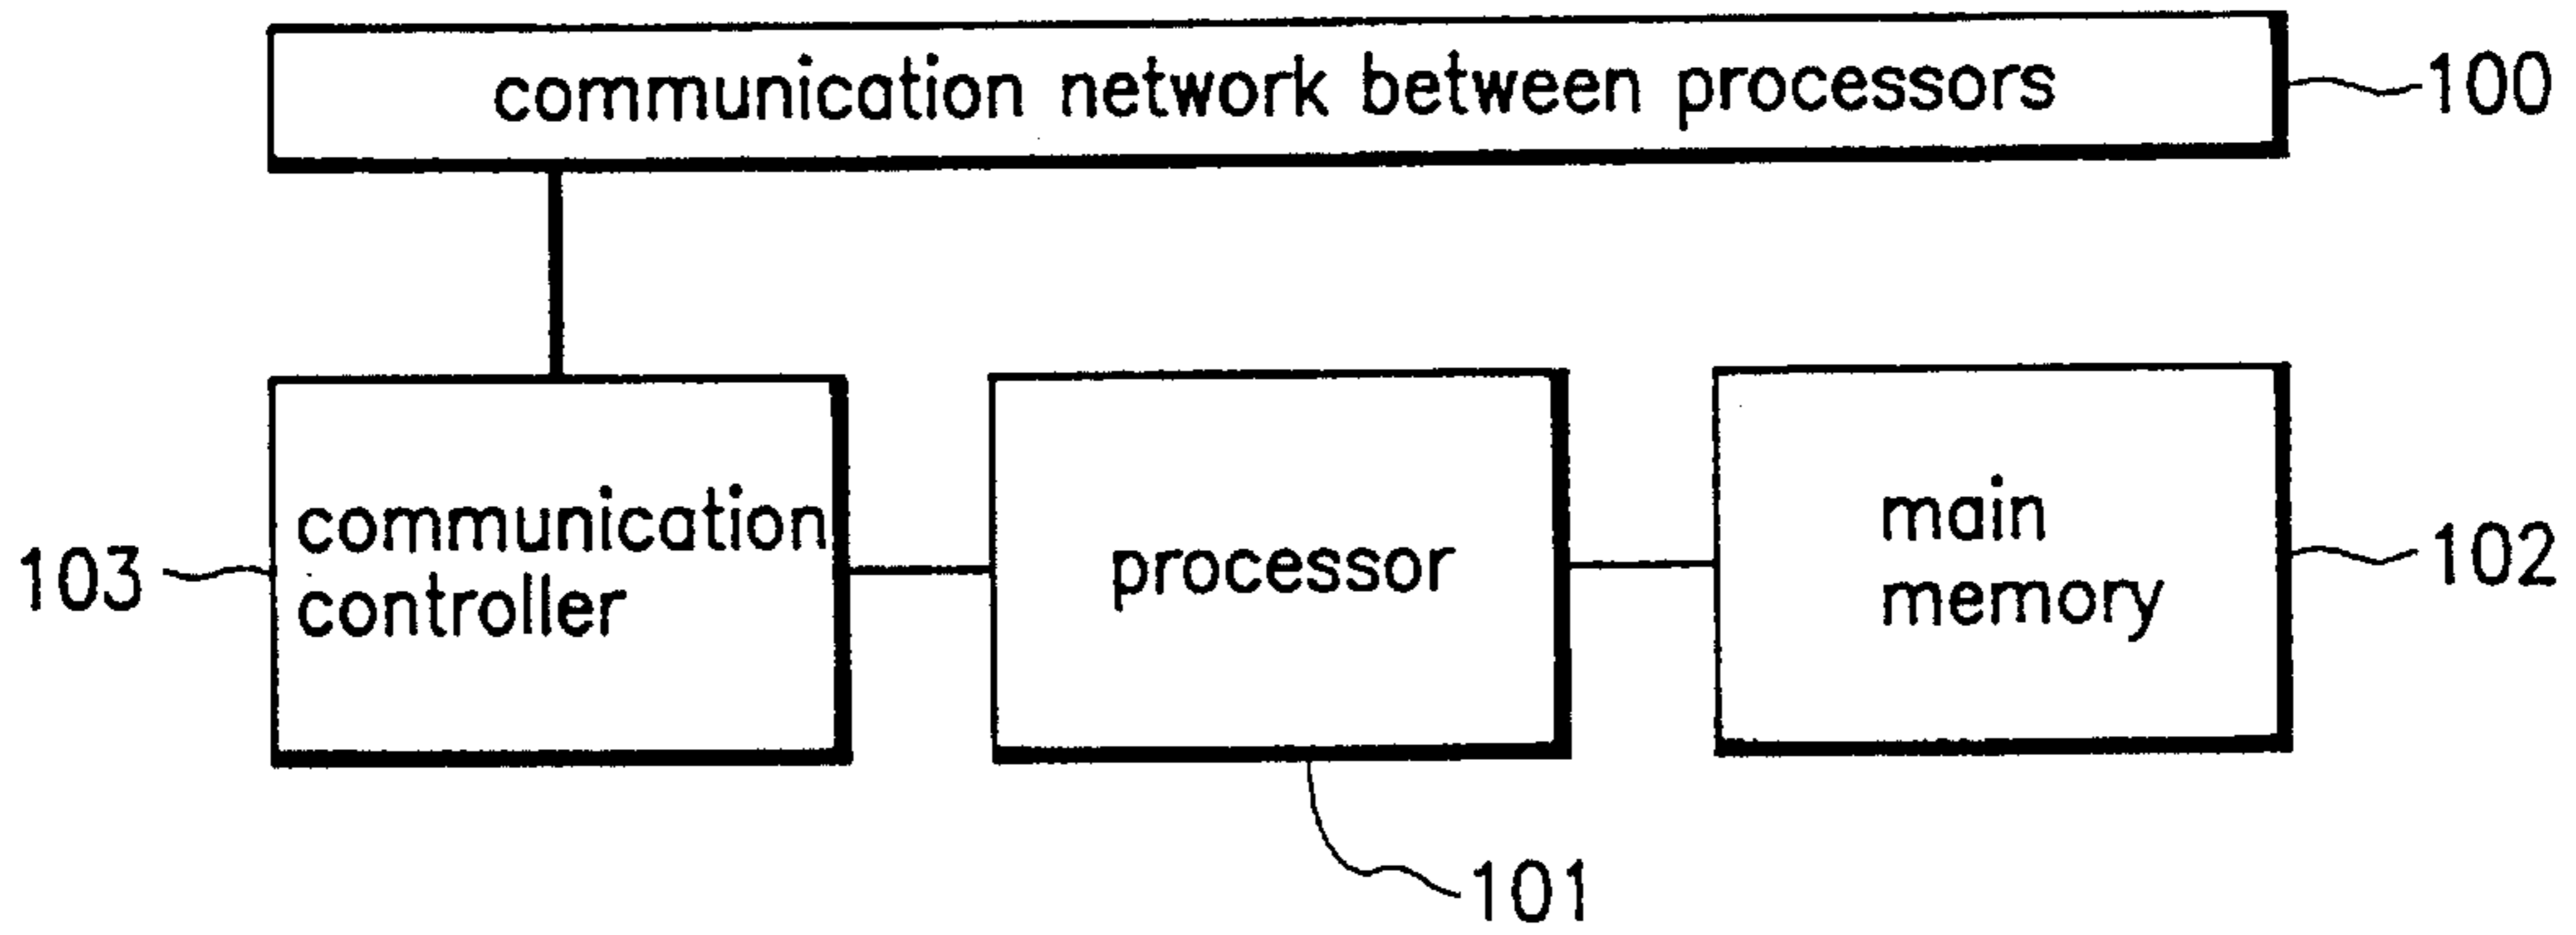 communication network between processors
100
communication
controller
103
processor
101
main
memory
102